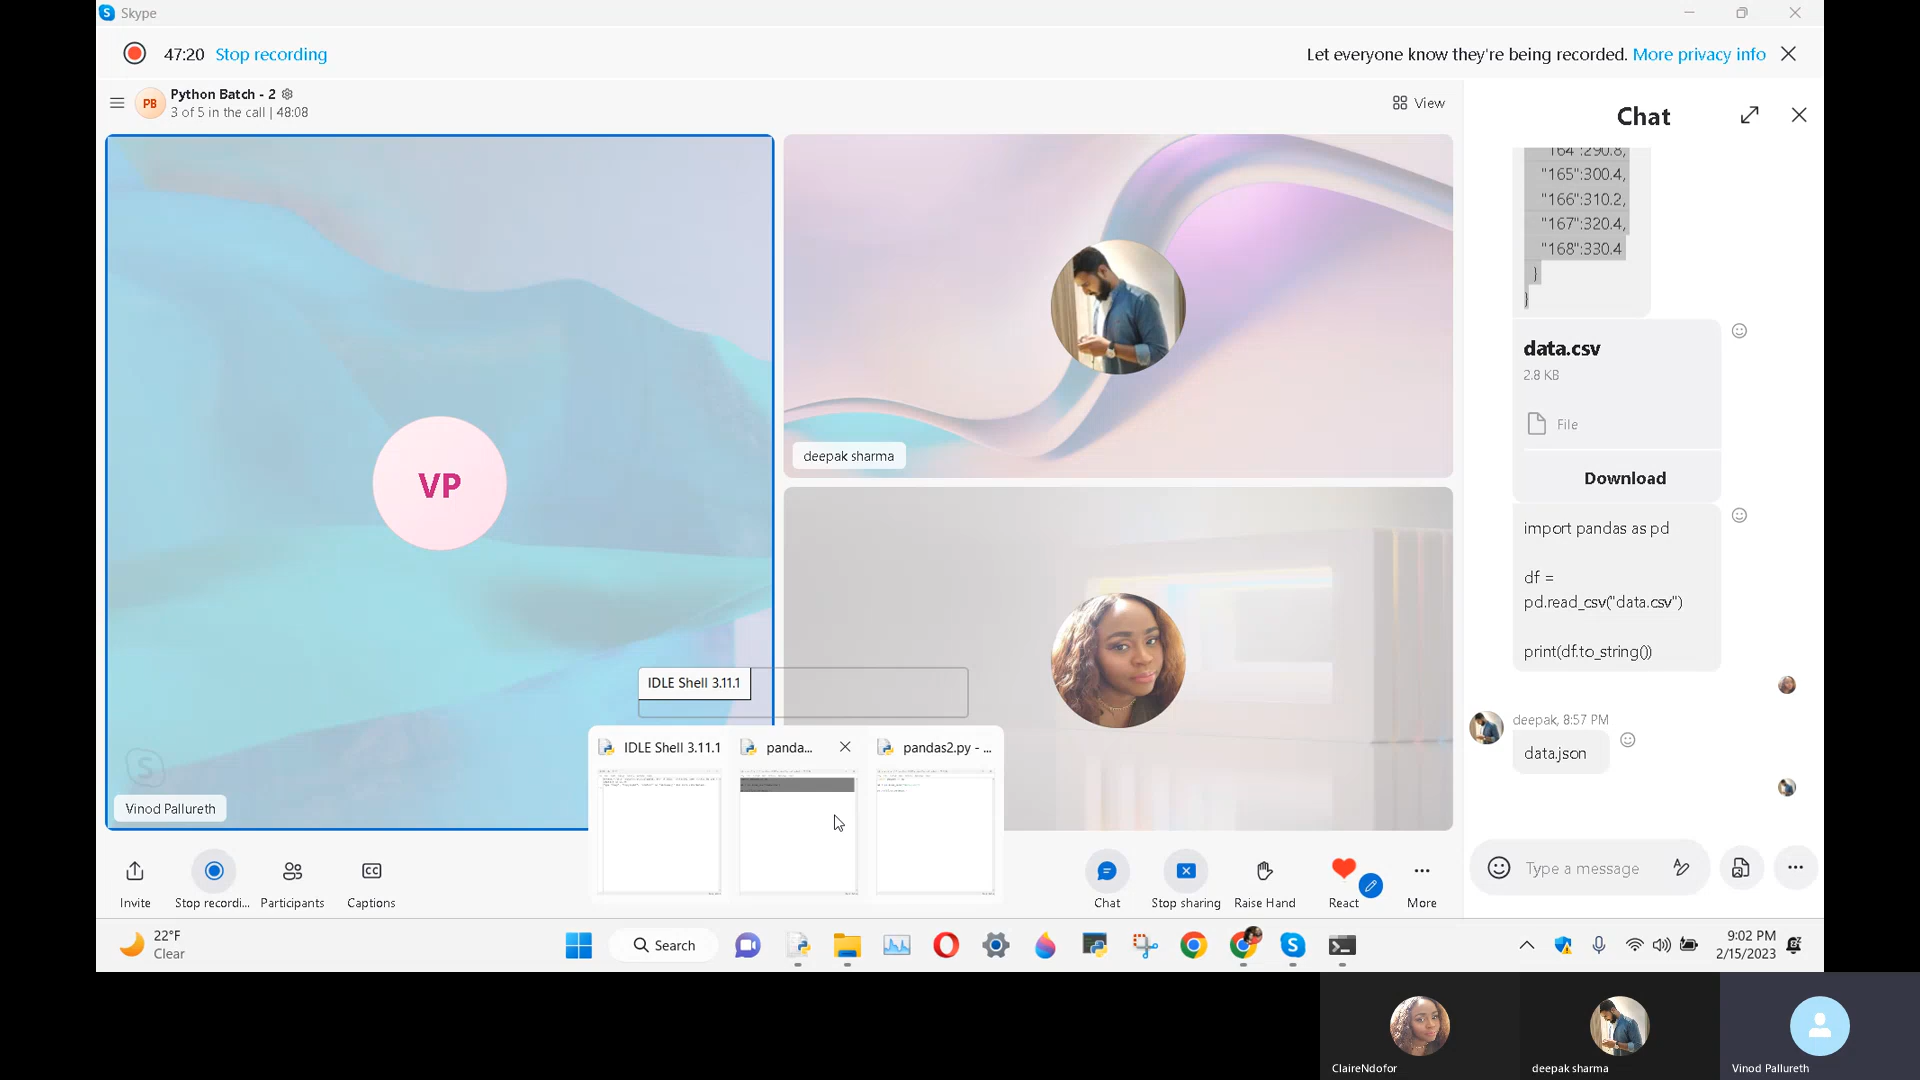 Skype
47:20 Stop recording
Let everyone know they're being recorded. More privacy info
PB
Python Batch - 2
3 of 5 in the call | 48:08
View
VP
Vinod Pallureth
deepak sharma
IDLE Shell 3.11.1
IDLE Shell 3.11.1
panda...
pandas2.py - ...
Chat
"164":290.8,
"165":300.4,
"166":310.2,
"167":320.4,
"168":330.4
}
}
data.csv
2.8 KB
File
Download
import pandas as pd
df =
pd.read_csv("data.csv")
print(df.to_string())
deepak, 8:57 PM
data.json
Type a message
Invite
Stop recordi...
Participants
Captions
Chat
Stop sharing
Raise Hand
React
More
22°F
Clear
Search
9:02 PM
2/15/2023
ClaireNdofor
deepak sharma
Vinod Pallureth